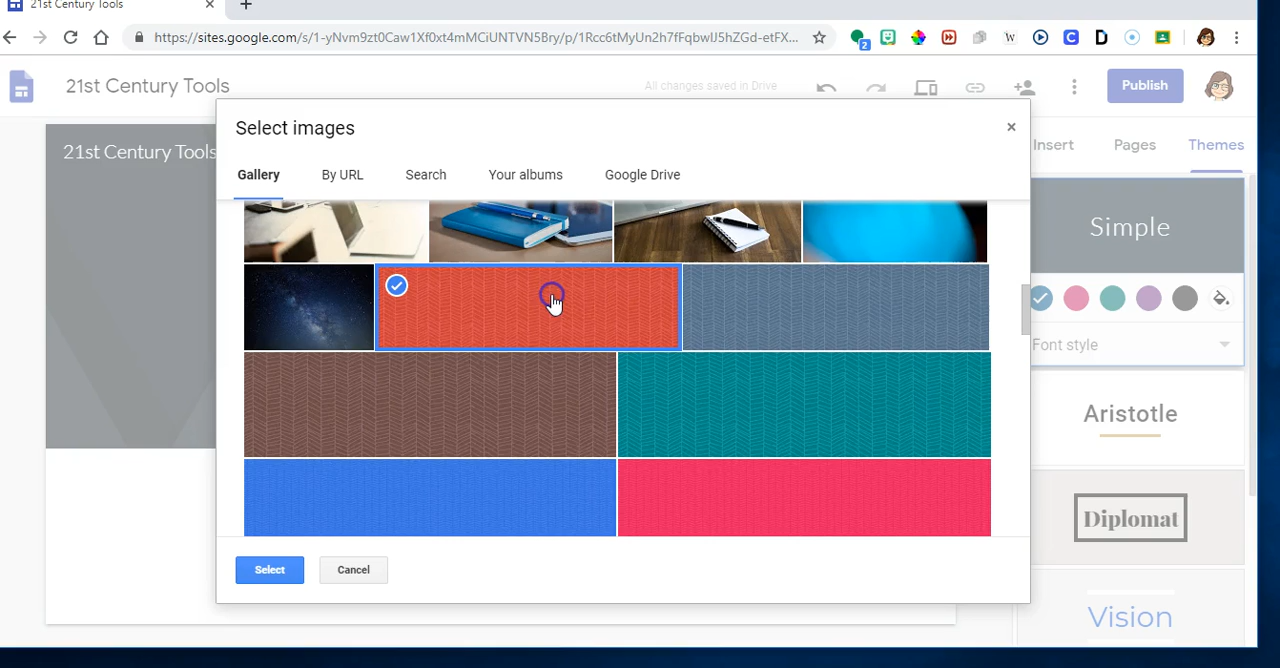 21st Century Tools
https://sites.google.com/s/1-yNvm9zt0Caw1Xf0xt4mMCiUNTVN5Bry/p/1Rcc6tMyUn2h7fFqbwIJ5hZGd-etFX...
2
W
C
D
21st Century Tools
All changes saved in Drive
Publish
21st Century Tools
Select images
Insert
Pages
Themes
Gallery
By URL
Search
Your albums
Google Drive
Simple
Font style
Aristotle
Diplomat
Vision
Select
Cancel